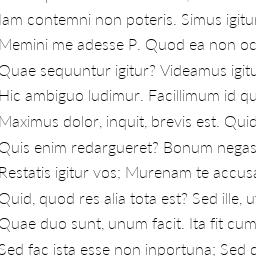 Iam contemni non poteris. Simus igitur
Memini me adesse P. Quod ea non oc
Quae sequuntur igitur? Videamus igitu
Hic ambiguo ludimur. Facillimum id qu
Maximus dolor, inquit, brevis est. Quid
Quis enim redargueret? Bonum negas
Restatis igitur vos; Murenam te accusa
Quid, quod res alia tota est? Sed ille, u
Quae duo sunt, unum facit. Ita fit cum
Sed fac ista esse non inportuna; Sed q